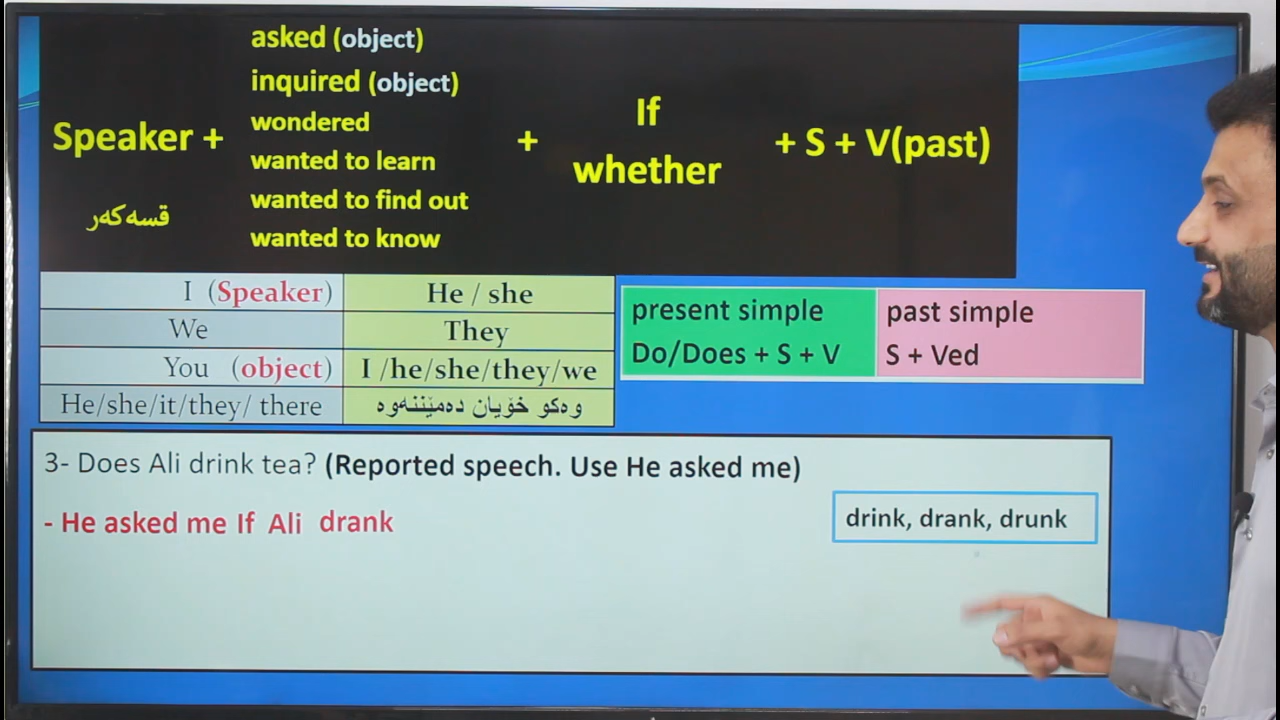 asked (object)
inquired (object)
wondered
wanted to learn
wanted to find out
wanted to know
Speaker +
قسەکەر
+
If
whether
+ S + V(past)
I (Speaker) He / she
We They
You (object) I /he/she/they/we
He/she/it/they/ there وەکو خۆیان دەمێننەوە
present simple past simple
Do/Does + S + V S + Ved
3- Does Ali drink tea? (Reported speech. Use He asked me)
- He asked me If Ali drank
drink, drank, drunk